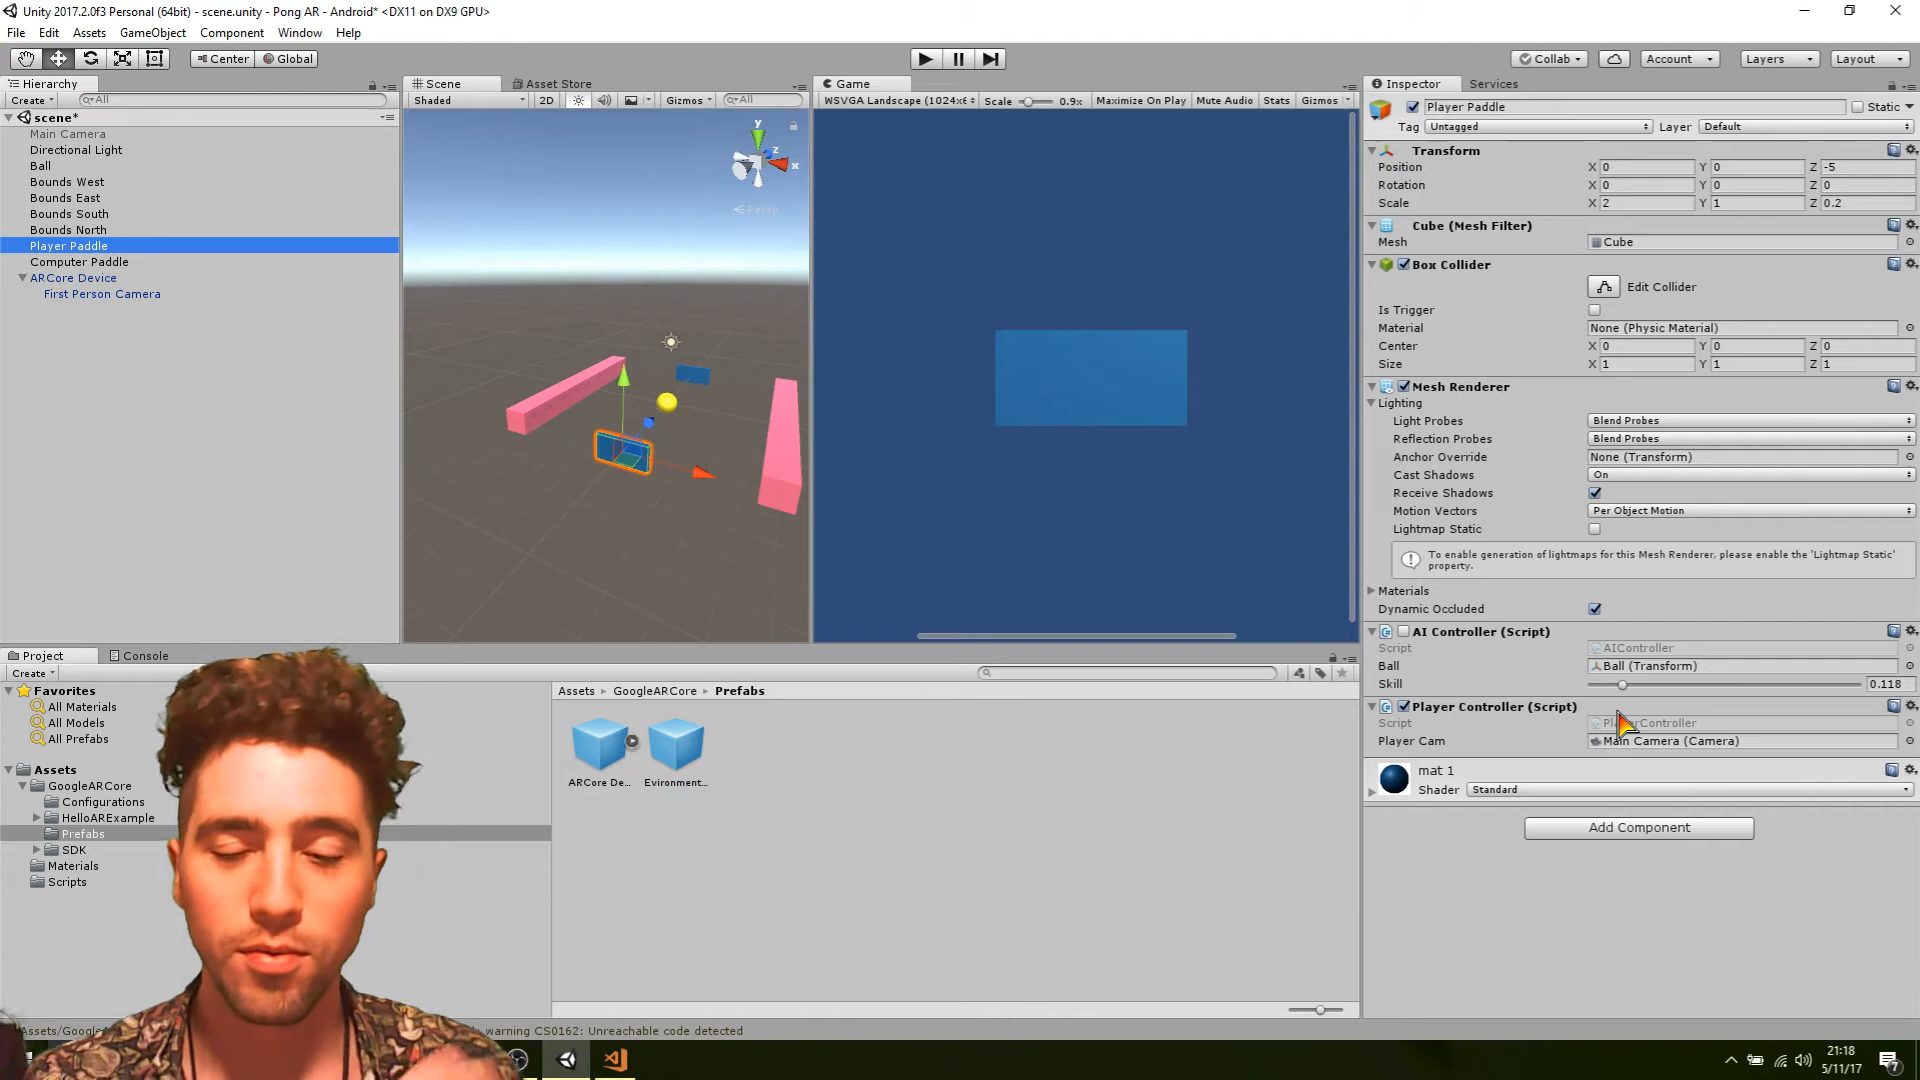 Unity 2017.2.0f3 Personal (64bit) - scene.unity - Pong AR - Android* <DX11 on DX9 GPU>
File Edit Assets GameObject Component Window Help
Center Global Collab Account Layers Layout
Hierarchy
Create All
scene*
Main Camera
Directional Light
Ball
Bounds West
Bounds East
Bounds South
Bounds North
Player Paddle
Computer Paddle
ARCore Device
First Person Camera
Scene Asset Store
Shaded 2D Gizmos All
y
z
x
Persp
Game
WSVGA Landscape (1024x6 Scale 0.9x Maximize On Play Mute Audio Stats Gizmos
Inspector Services
Player Paddle Static
Tag Untagged Layer Default
Transform
Position X 0 Y 0 Z -5
Rotation X 0 Y 0 Z 0
Scale X 2 Y 1 Z 0.2
Cube (Mesh Filter)
Mesh Cube
Box Collider
Edit Collider
Is Trigger
Material None (Physic Material)
Center X 0 Y 0 Z 0
Size X 1 Y 1 Z 1
Mesh Renderer
Lighting
Light Probes Blend Probes
Reflection Probes Blend Probes
Anchor Override None (Transform)
Cast Shadows On
Receive Shadows
Motion Vectors Per Object Motion
Lightmap Static
To enable generation of lightmaps for this Mesh Renderer, please enable the 'Lightmap Static'
property.
Materials
Dynamic Occluded
AI Controller (Script)
Script AIController
Ball Ball (Transform)
Skill 0.118
Player Controller (Script)
Script PlayerController
Player Cam Main Camera (Camera)
mat 1
Shader Standard
Add Component
Project Console
Create
Favorites
All Materials
All Models
All Prefabs
Assets
GoogleARCore
Configurations
HelloARExample
Prefabs
SDK
Materials
Scripts
Assets GoogleARCore Prefabs
ARCore De... Evironment...
Assets/Googl warning CS0162: Unreachable code detected
21:18
5/11/17
7